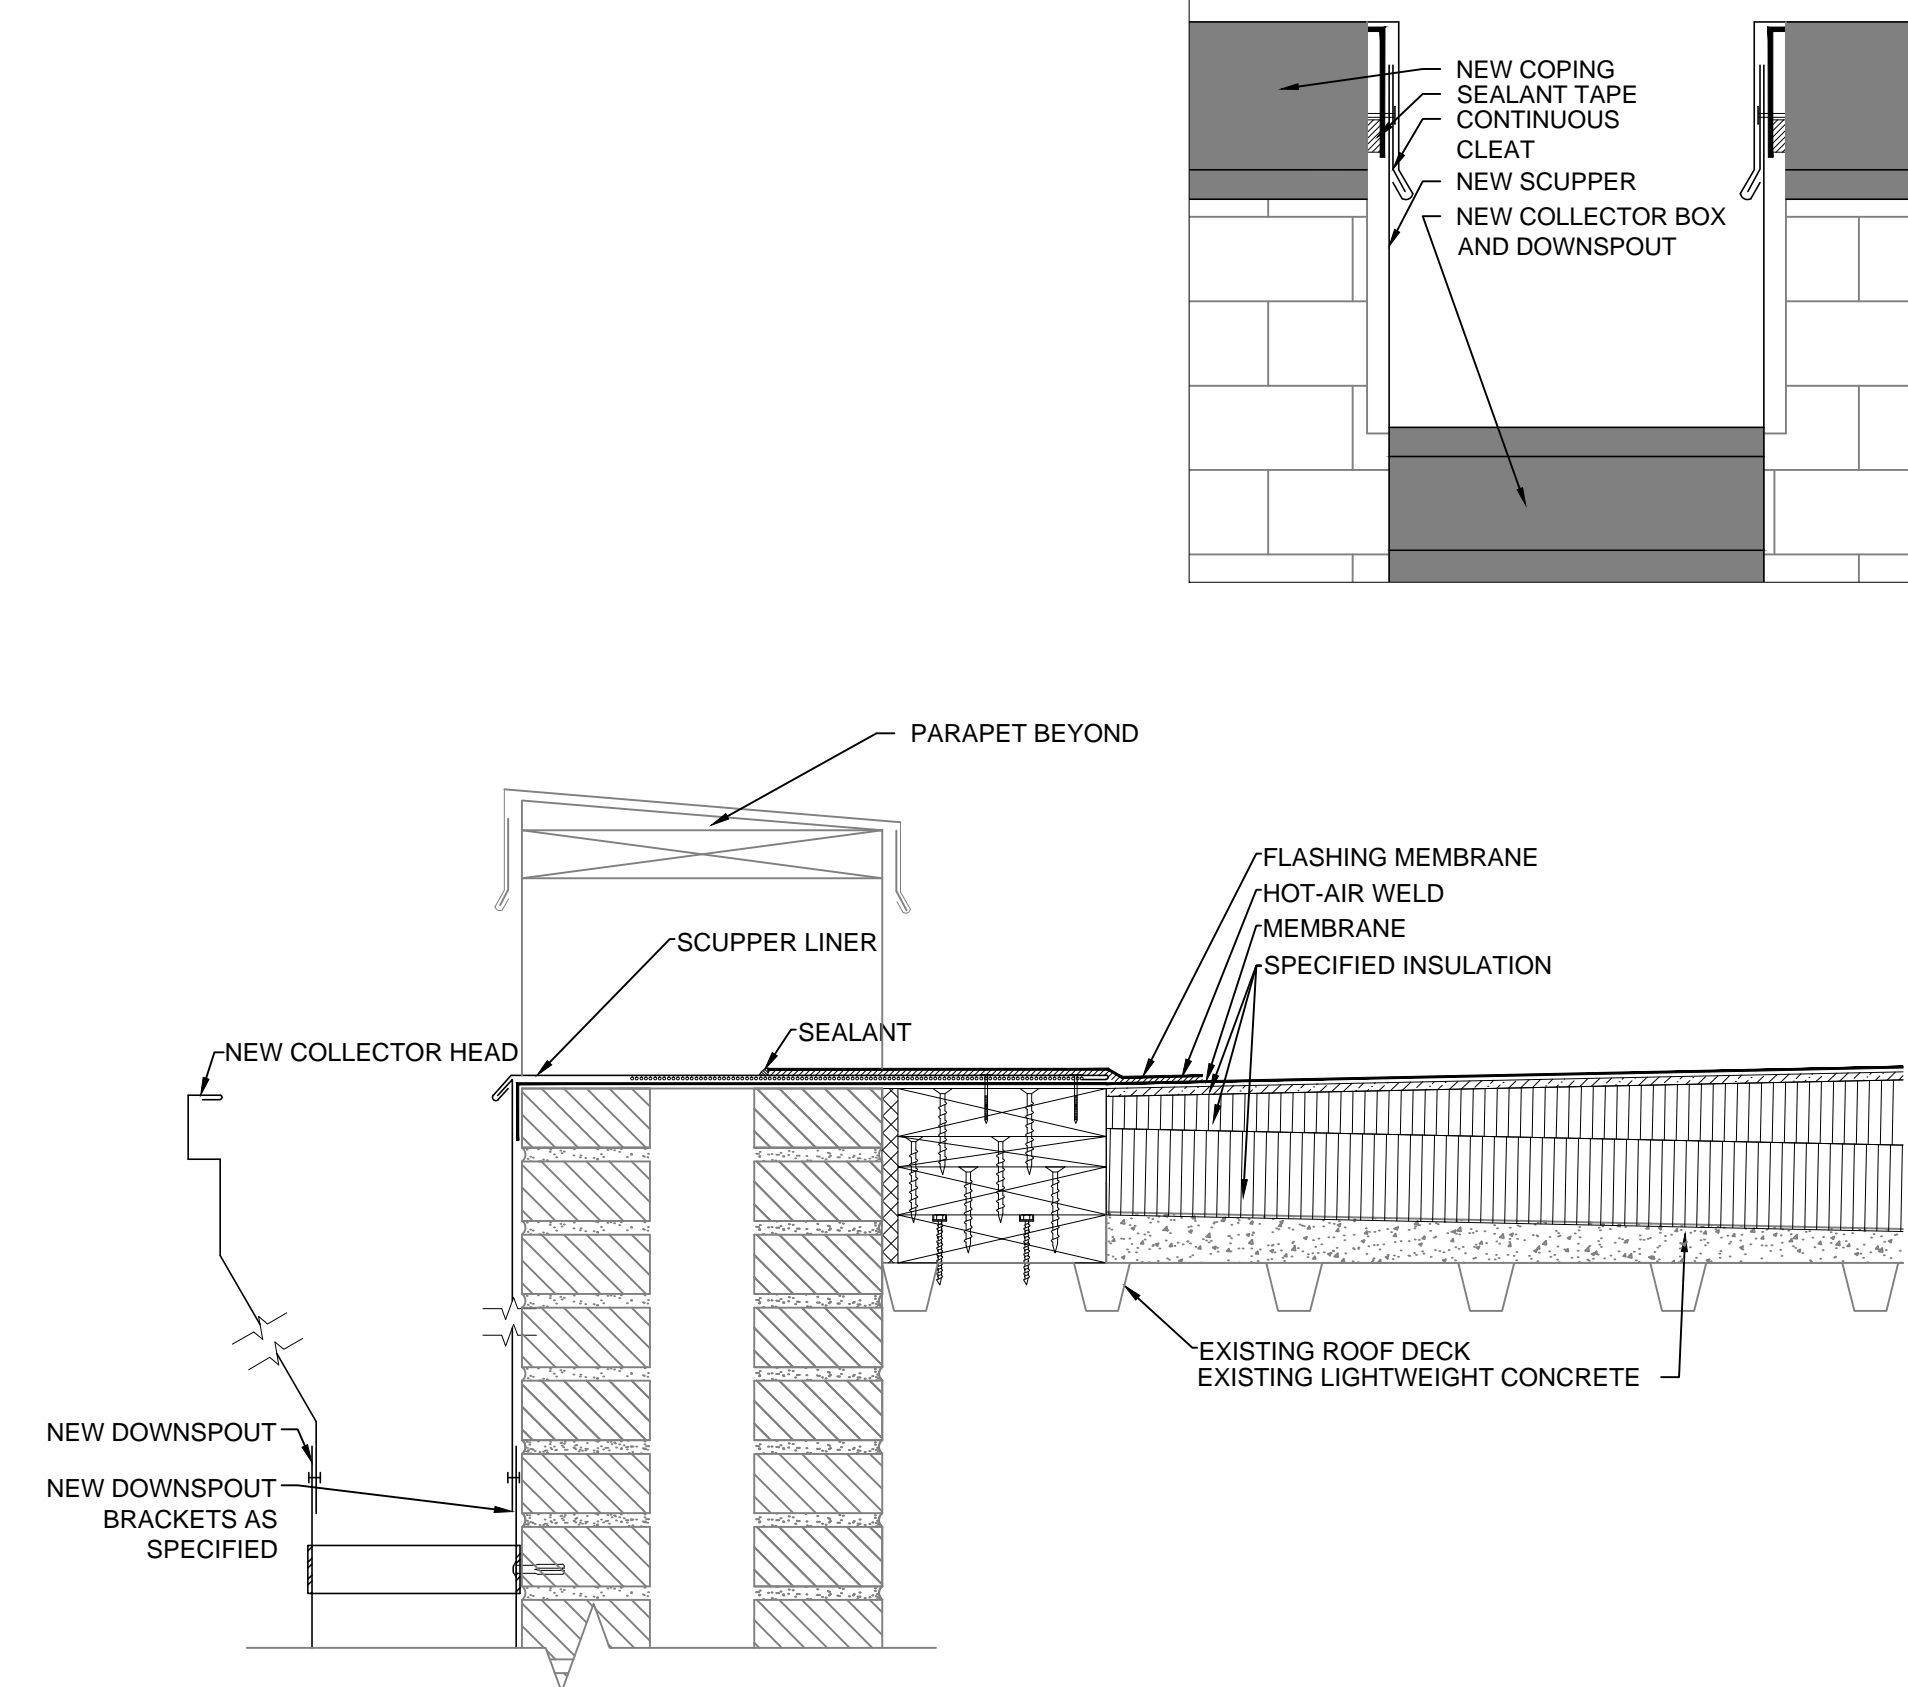 NEW COPING
SEALANT TAPE
CONTINUOUS
CLEAT
NEW SCUPPER
NEW COLLECTOR BOX
AND DOWNSPOUT
PARAPET BEYOND
FLASHING MEMBRANE
HOT-AIR WELD
MEMBRANE
SPECIFIED INSULATION
SCUPPER LINER
SEALANT
NEW COLLECTOR HEAD
EXISTING ROOF DECK
EXISTING LIGHTWEIGHT CONCRETE
NEW DOWNSPOUT
NEW DOWNSPOUT
BRACKETS AS
SPECIFIED